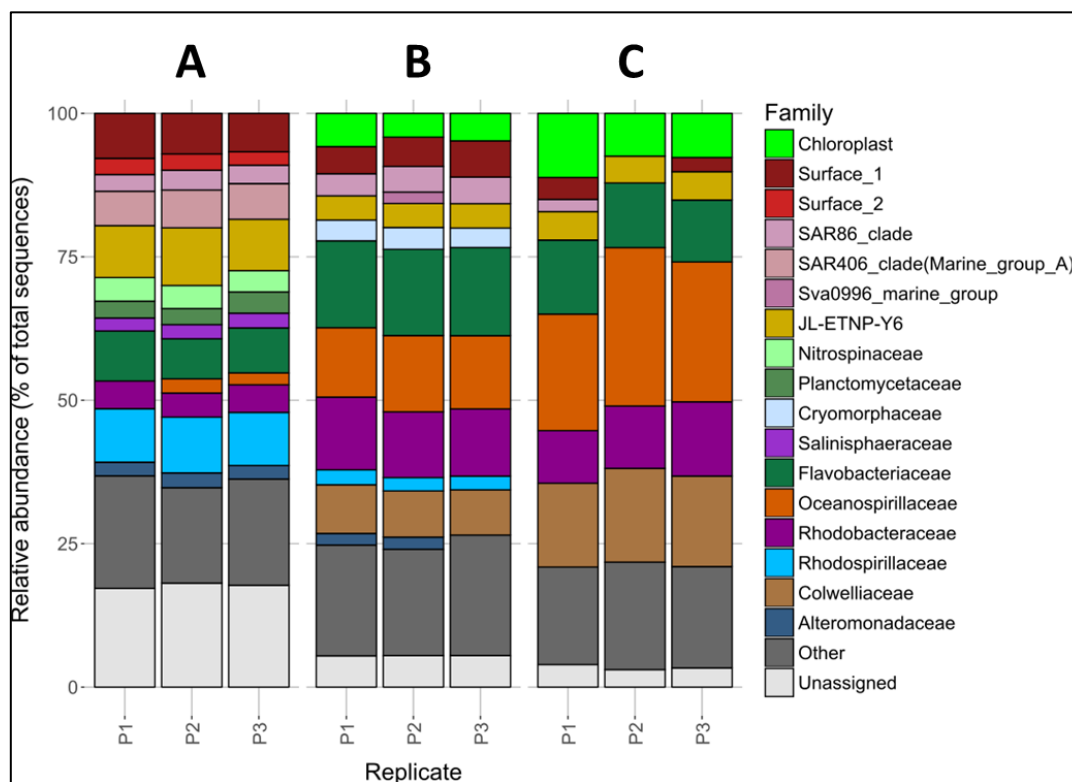 A B C
Relative abundance (% of total sequences)
100
75
50
25
0
P1 P2 P3 P1 P2 P3 P1 P2 P3
Replicate
Family
Chloroplast
Surface_1
Surface_2
SAR86_clade
SAR406_clade(Marine_group_A)
Sva0996_marine_group
JL-ETNP-Y6
Nitrospinaceae
Planctomycetaceae
Cryomorphaceae
Salinisphaeraceae
Flavobacteriaceae
Oceanospirillaceae
Rhodobacteraceae
Rhodospirillaceae
Colwelliaceae
Alteromonadaceae
Other
Unassigned